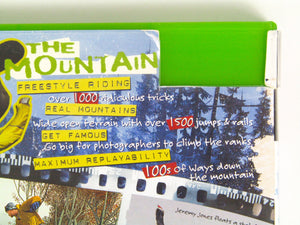 THE
MOUNTAIN
FREESTYLE RIDING
Over 1000 ridiculous tricks
REAL MOUNTAINS
Wide open terrain with over 1500 jumps & rails
GET FAMOUS
Go big for photographers to climb the ranks
MAXIMUM REPLAYABILITY
100s of ways down
the mountain
Jeremy Jones floats a